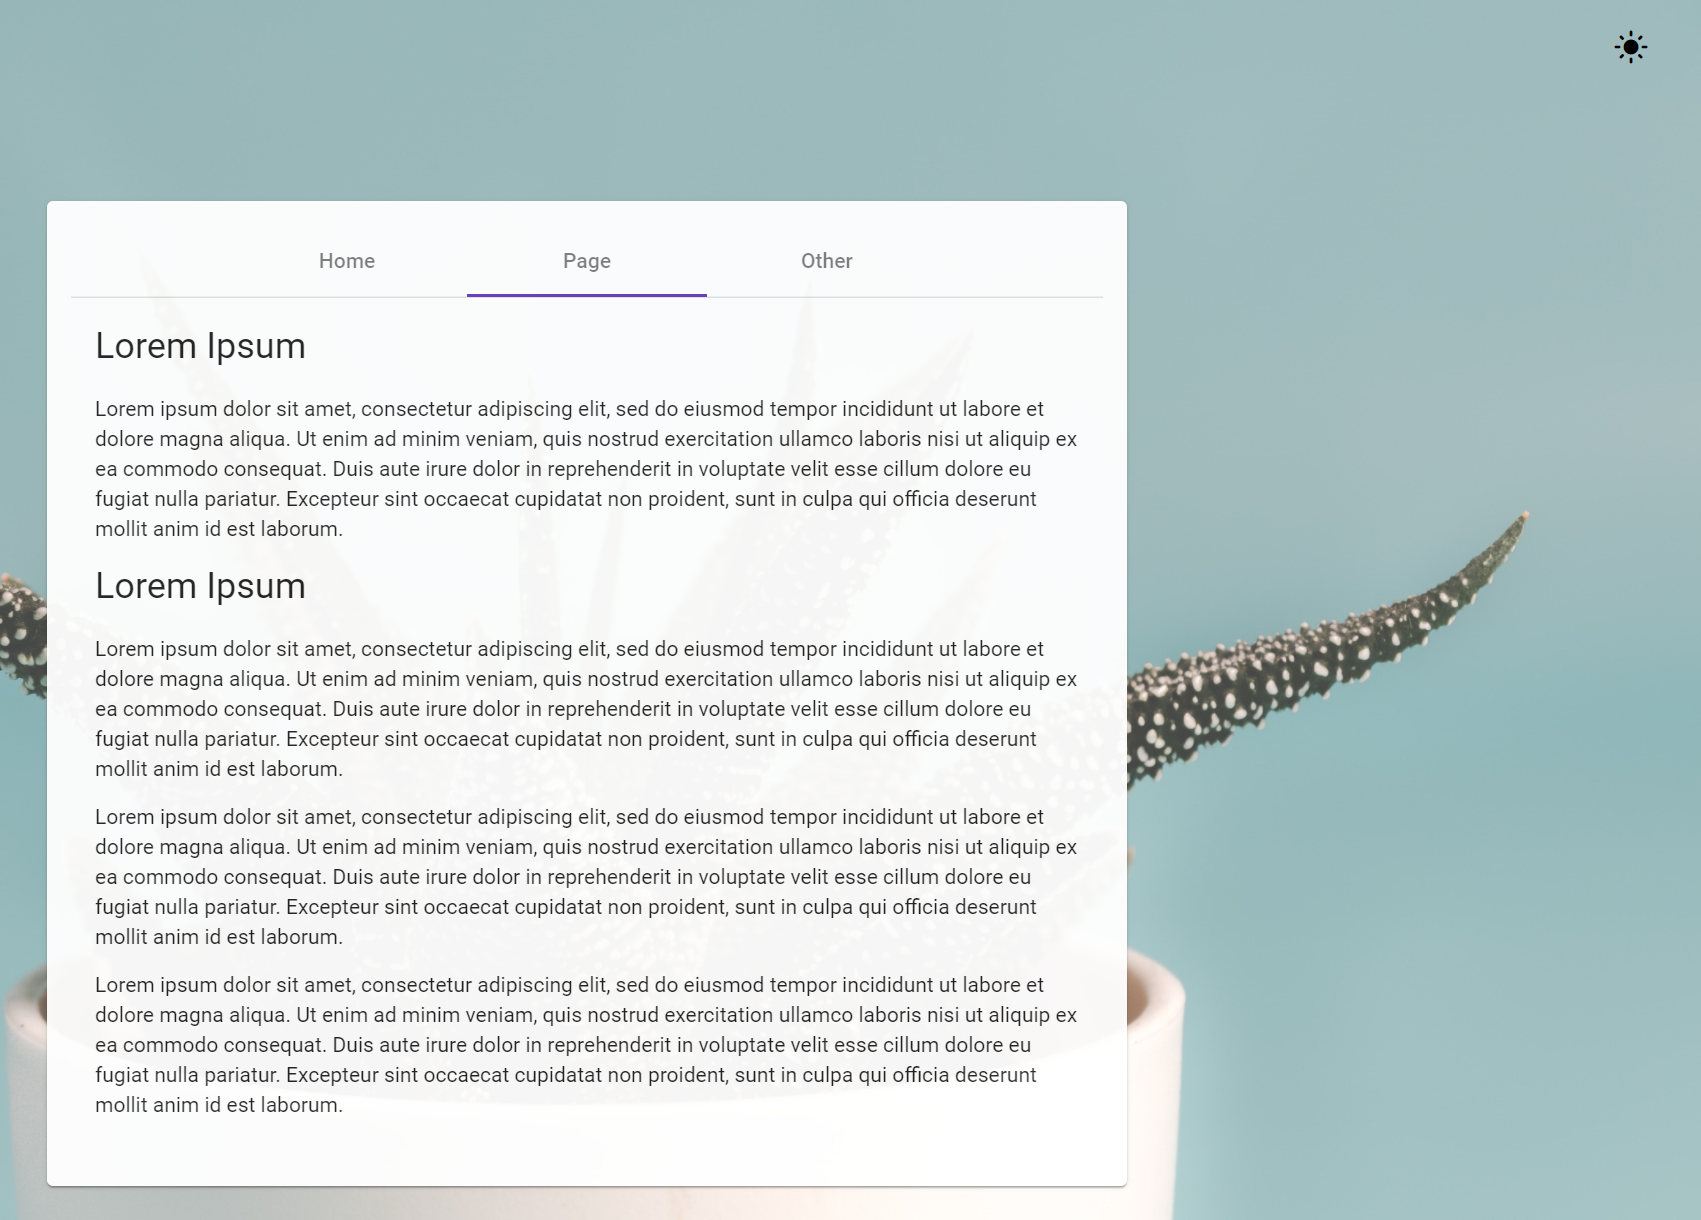 Home Page Other
Lorem Ipsum
Lorem ipsum dolor sit amet, consectetur adipiscing elit, sed do eiusmod tempor incididunt ut labore et
dolore magna aliqua. Ut enim ad minim veniam, quis nostrud exercitation ullamco laboris nisi ut aliquip ex
ea commodo consequat. Duis aute irure dolor in reprehenderit in voluptate velit esse cillum dolore eu
fugiat nulla pariatur. Excepteur sint occaecat cupidatat non proident, sunt in culpa qui officia deserunt
mollit anim id est laborum.
Lorem Ipsum
Lorem ipsum dolor sit amet, consectetur adipiscing elit, sed do eiusmod tempor incididunt ut labore et
dolore magna aliqua. Ut enim ad minim veniam, quis nostrud exercitation ullamco laboris nisi ut aliquip ex
ea commodo consequat. Duis aute irure dolor in reprehenderit in voluptate velit esse cillum dolore eu
fugiat nulla pariatur. Excepteur sint occaecat cupidatat non proident, sunt in culpa qui officia deserunt
mollit anim id est laborum.
Lorem ipsum dolor sit amet, consectetur adipiscing elit, sed do eiusmod tempor incididunt ut labore et
dolore magna aliqua. Ut enim ad minim veniam, quis nostrud exercitation ullamco laboris nisi ut aliquip ex
ea commodo consequat. Duis aute irure dolor in reprehenderit in voluptate velit esse cillum dolore eu
fugiat nulla pariatur. Excepteur sint occaecat cupidatat non proident, sunt in culpa qui officia deserunt
mollit anim id est laborum.
Lorem ipsum dolor sit amet, consectetur adipiscing elit, sed do eiusmod tempor incididunt ut labore et
dolore magna aliqua. Ut enim ad minim veniam, quis nostrud exercitation ullamco laboris nisi ut aliquip ex
ea commodo consequat. Duis aute irure dolor in reprehenderit in voluptate velit esse cillum dolore eu
fugiat nulla pariatur. Excepteur sint occaecat cupidatat non proident, sunt in culpa qui officia deserunt
mollit anim id est laborum.